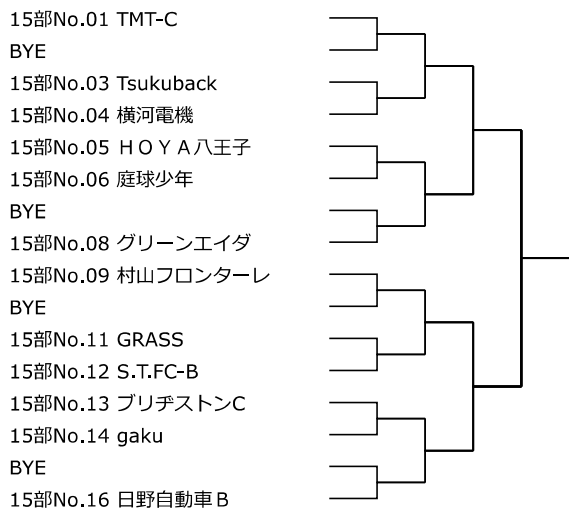 15部No.01 TMT-C
BYE
15部No.03 Tsukuback
15部No.04 横河電機
15部No.05 ＨＯＹＡ八王子
15部No.06 庭球少年
BYE
15部No.08 グリーンエイダ
15部No.09 村山フロンターレ
BYE
15部No.11 GRASS
15部No.12 S.T.FC-B
15部No.13 ブリヂストンC
15部No.14 gaku
BYE
15部No.16 日野自動車Ｂ